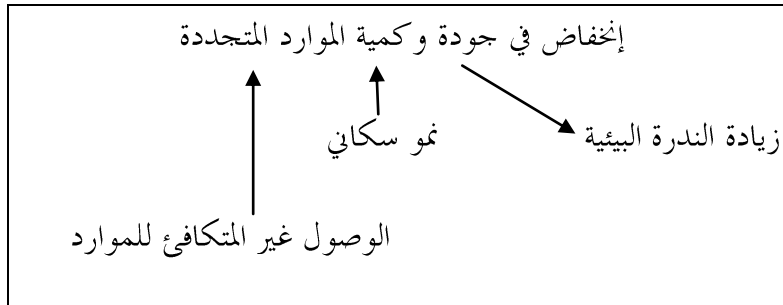 إنخفاض في جودة وكمية الموارد المتجددة
زيادة الندرة البيئية
نمو سكاني
الوصول غير المتكافئ للموارد